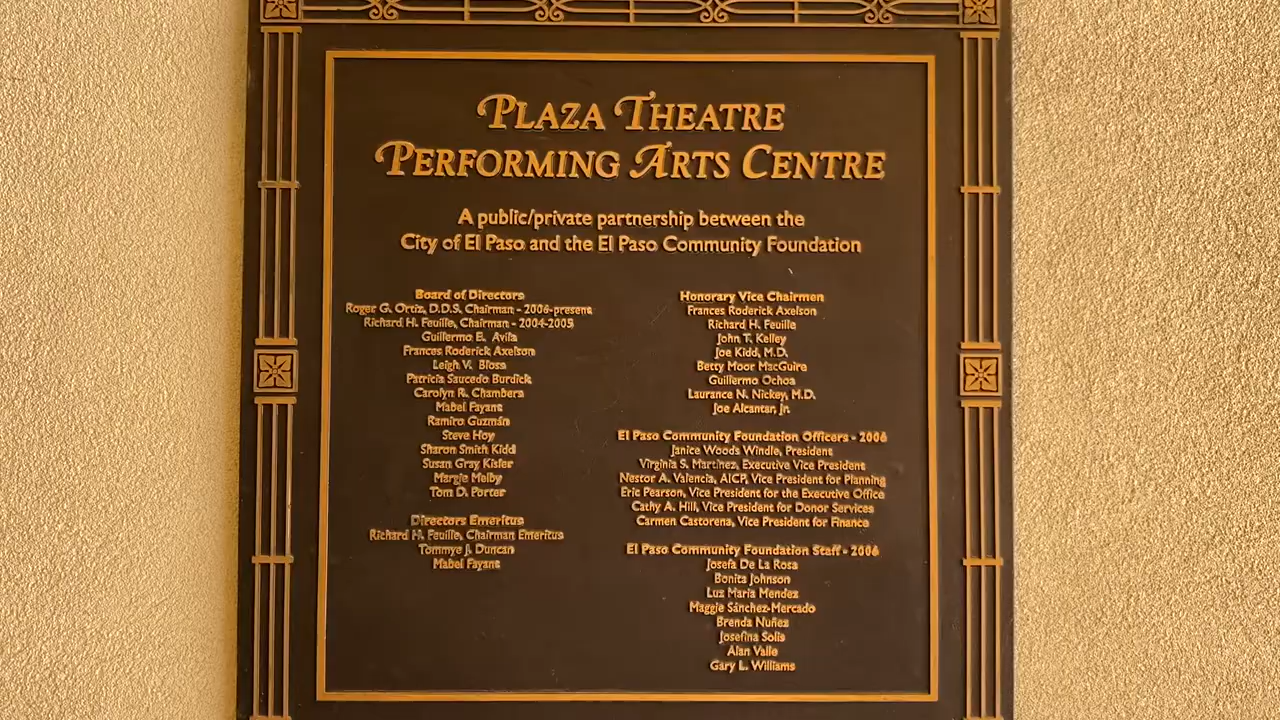 PLAZA THEATRE
PERFORMING ARTS CENTRE
A public/private partnership between the
City of El Paso and the El Paso Community Foundation
Board of Directors
Roger G. Ortiz, D.D.S, Chairman - 2006-present
Richard H. Feuille, Chairman - 2004-2005
Guillermo E. Avila
Frances Roderick Axelson
Leigh V. Bloss
Patricia Saucedo Burdick
Carolyn R. Chambers
Mabel Fayant
Ramiro Guzmán
Steve Hoy
Sharon Smith Kidd
Susan Gray Kisler
Margie Melby
Tom D. Porter
Directors Emeritus
Richard H. Feuille, Chairman Emeritus
Tommye J. Duncan
Mabel Fayant
Honorary Vice Chairmen
Frances Roderick Axelson
Richard H. Feuille
John T. Kelley
Joe Kidd, M.D.
Betty Moor MacGuire
Guillermo Ochoa
Laurance N. Nickey, M.D.
Joe Alcantar, Jr.
El Paso Community Foundation Officers - 2006
Janice Woods Windle, President
Virginia S. Martinez, Executive Vice President
Nestor A. Valencia, AICP, Vice President for Planning
Eric Pearson, Vice President for the Executive Office
Cathy A. Hill, Vice President for Donor Services
Carmen Castorena, Vice President for Finance
El Paso Community Foundation Staff - 2006
Josefa De La Rosa
Bonita Johnson
Luz Maria Mendez
Maggie Sánchez-Mercado
Brenda Nuñez
Josefina Solis
Alan Valle
Gary L. Williams